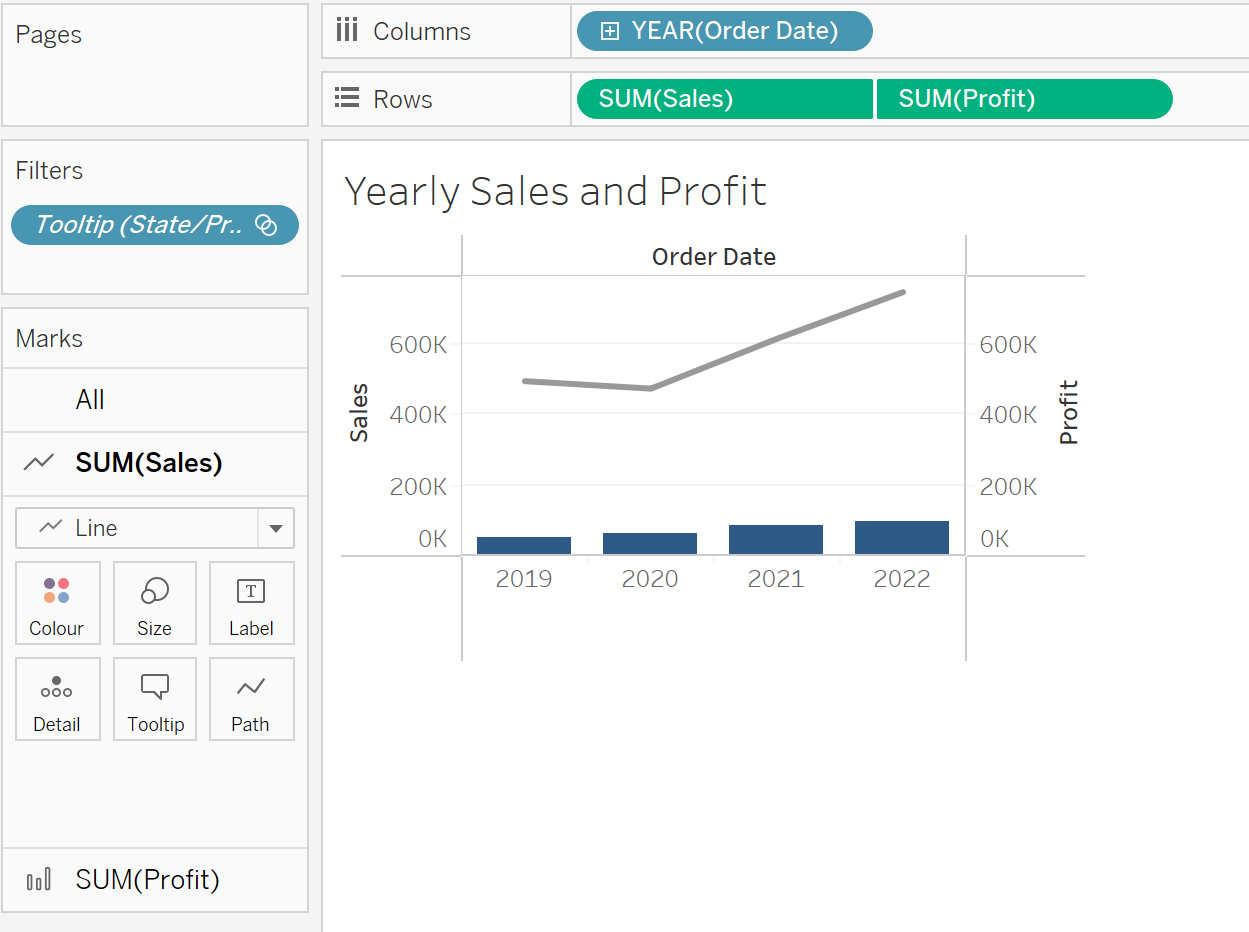 Pages
Columns
YEAR(Order Date)
Rows
SUM(Sales)
SUM(Profit)
Filters
Tooltip (State/Pr..
Marks
All
SUM(Sales)
Line
Colour
Size
T
Label
Detail
Tooltip
Path
SUM(Profit)
Yearly Sales and Profit
Order Date
Sales
600K
400K
200K
0K
600K
400K
200K
0K
Profit
2019 2020 2021 2022